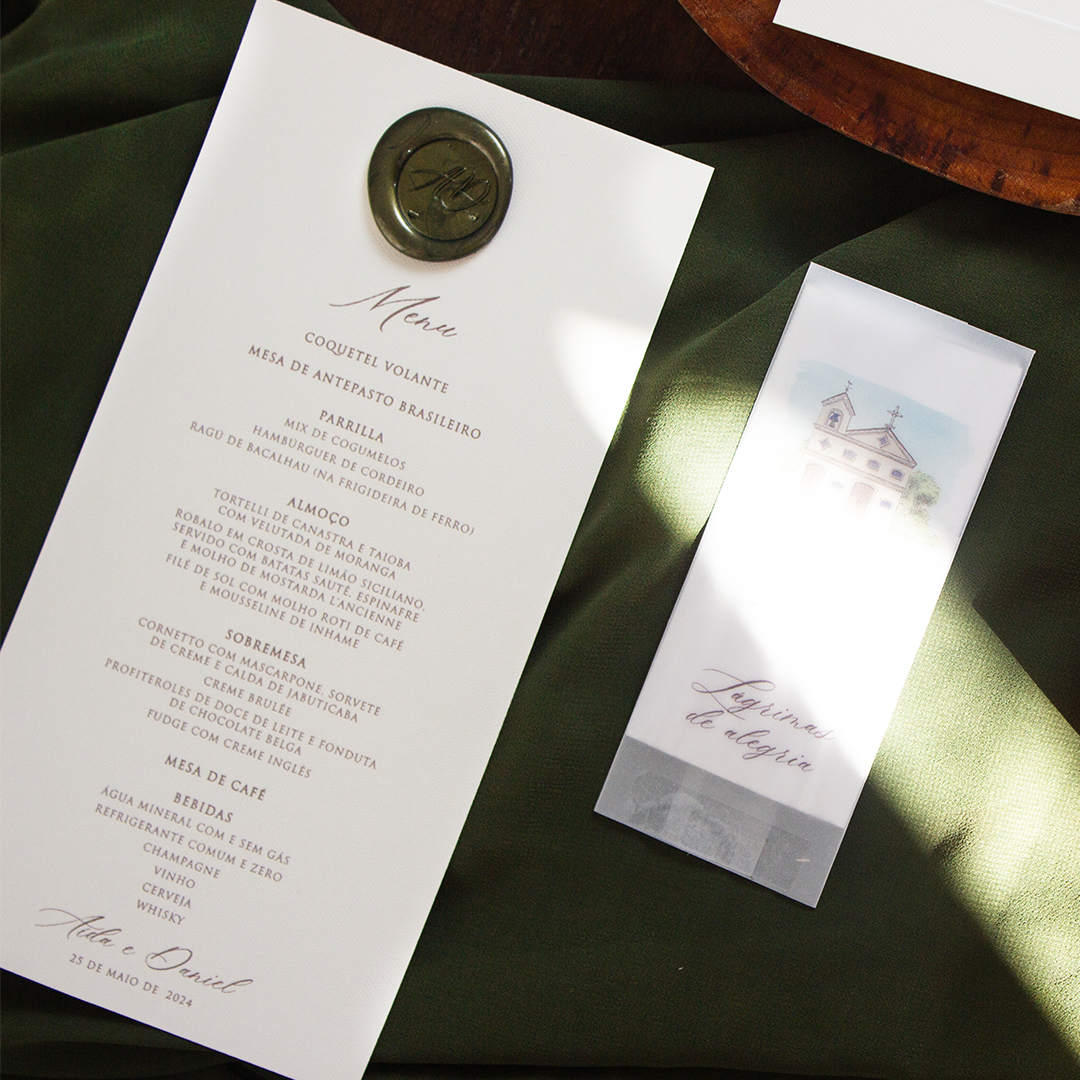 AD
Menu
COQUETEL VOLANTE
MESA DE ANTEPASTO BRASILEIRO
PARRILLA
MIX DE COGUMELOS
HAMBÚRGUER DE CORDEIRO
RAGÚ DE BACALHAU (NA FRIGIDEIRA DE FERRO)
ALMOÇO
TORTELLI DE CANASTRA E TAIOBA
COM VELUTADA DE MORANGA
ROBALO EM CROSTA DE LIMÃO SICILIANO,
SERVIDO COM BATATAS SAUTÉ, ESPINAFRE
E MOLHO DE MOSTARDA L'ANCIENNE
FILÉ DE SOL COM MOLHO ROTI DE CAFÉ
E MOUSSELINE DE INHAME
SOBREMESA
CORNETTO COM MASCARPONE, SORVETE
DE CREME E CALDA DE JABUTICABA
CREME BRULÉE
PROFITEROLES DE DOCE DE LEITE E FONDUTA
DE CHOCOLATE BELGA
FUDGE COM CREME INGLÊS
MESA DE CAFÉ
BEBIDAS
ÁGUA MINERAL COM E SEM GÁS
REFRIGERANTE COMUM E ZERO
CHAMPAGNE
VINHO
CERVEJA
WHISKY
Aida e Daniel
25 DE MAIO DE 2024
Lágrimas
de alegria